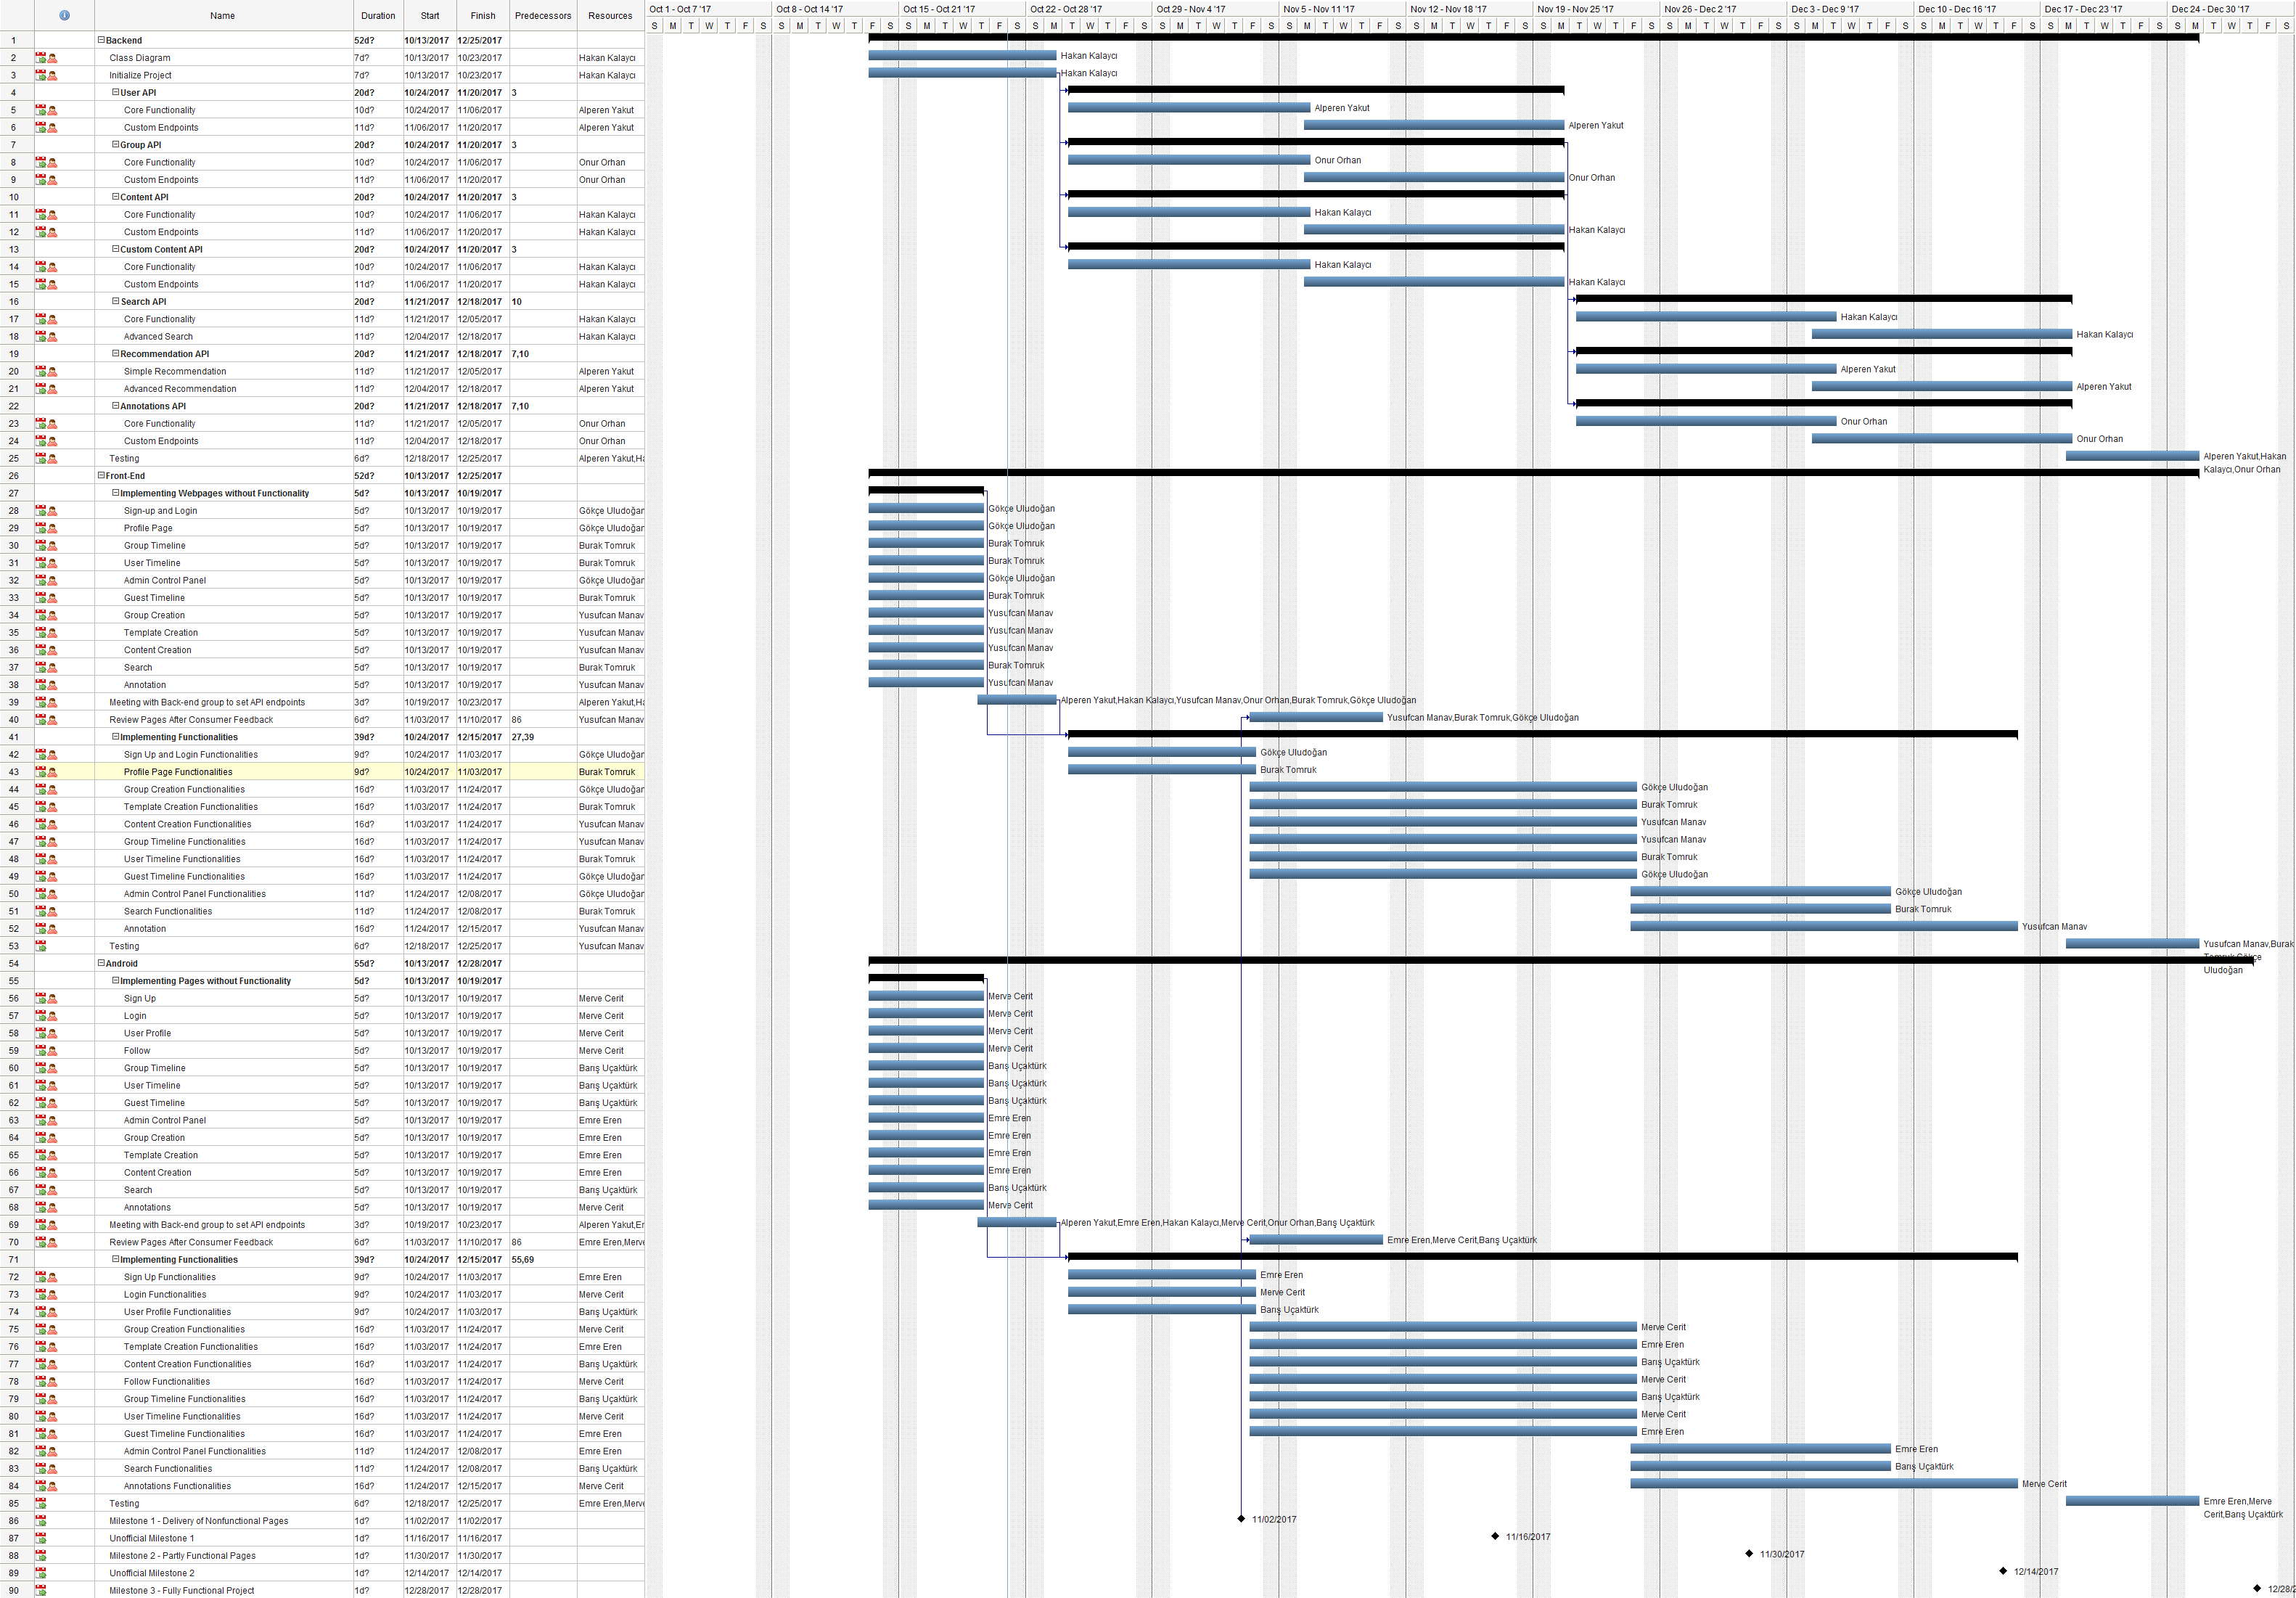 Name Duration Start Finish Predecessors Resources Oct 1 - Oct 7 '17 Oct 8 - Oct 14 '17 Oct 15 - Oct 21 '17 Oct 22 - Oct 28 '17 Oct 29 - Nov 4 '17 Nov 5 - Nov 11 '17 Nov 12 - Nov 18 '17 Nov 19 - Nov 25 '17 Nov 26 - Dec 2 '17 Dec 3 - Dec 9 '17 Dec 10 - Dec 16 '17 Dec 17 - Dec 23 '17 Dec 24 - Dec 30 '17
S M T W T F S S M T W T F S S M T W T F S S M T W T F S S M T W T F S S M T W T F S S M T W T F S S M T W T F S S M T W T F S S M T W T F S S M T W T F S S M T W T F S S M T W T F S
1 Backend 52d? 10/13/2017 12/25/2017
2 Class Diagram 7d? 10/13/2017 10/23/2017 Hakan Kalaycı Hakan Kalaycı
3 Initialize Project 7d? 10/13/2017 10/23/2017 Hakan Kalaycı Hakan Kalaycı
4 User API 20d? 10/24/2017 11/20/2017 3
5 Core Functionality 10d? 10/24/2017 11/06/2017 Alperen Yakut Alperen Yakut
6 Custom Endpoints 11d? 11/06/2017 11/20/2017 Alperen Yakut Alperen Yakut
7 Group API 20d? 10/24/2017 11/20/2017 3
8 Core Functionality 10d? 10/24/2017 11/06/2017 Onur Orhan Onur Orhan
9 Custom Endpoints 11d? 11/06/2017 11/20/2017 Onur Orhan Onur Orhan
10 Content API 20d? 10/24/2017 11/20/2017 3
11 Core Functionality 10d? 10/24/2017 11/06/2017 Hakan Kalaycı Hakan Kalaycı
12 Custom Endpoints 11d? 11/06/2017 11/20/2017 Hakan Kalaycı Hakan Kalaycı
13 Custom Content API 20d? 10/24/2017 11/20/2017 3
14 Core Functionality 10d? 10/24/2017 11/06/2017 Hakan Kalaycı Hakan Kalaycı
15 Custom Endpoints 11d? 11/06/2017 11/20/2017 Hakan Kalaycı Hakan Kalaycı
16 Search API 20d? 11/21/2017 12/18/2017 10
17 Core Functionality 11d? 11/21/2017 12/05/2017 Hakan Kalaycı Hakan Kalaycı
18 Advanced Search 11d? 12/04/2017 12/18/2017 Hakan Kalaycı Hakan Kalaycı
19 Recommendation API 20d? 11/21/2017 12/18/2017 7,10
20 Simple Recommendation 11d? 11/21/2017 12/05/2017 Alperen Yakut Alperen Yakut
21 Advanced Recommendation 11d? 12/04/2017 12/18/2017 Alperen Yakut Alperen Yakut
22 Annotations API 20d? 11/21/2017 12/18/2017 7,10
23 Core Functionality 11d? 11/21/2017 12/05/2017 Onur Orhan Onur Orhan
24 Custom Endpoints 11d? 12/04/2017 12/18/2017 Onur Orhan Onur Orhan
25 Testing 6d? 12/18/2017 12/25/2017 Alperen Yakut,Ha Alperen Yakut,Hakan
Kalaycı,Onur Orhan
26 Front-End 52d? 10/13/2017 12/25/2017
27 Implementing Webpages without Functionality 5d? 10/13/2017 10/19/2017
28 Sign-up and Login 5d? 10/13/2017 10/19/2017 Gökçe Uludoğan Gökçe Uludoğan
29 Profile Page 5d? 10/13/2017 10/19/2017 Gökçe Uludoğan Gökçe Uludoğan
30 Group Timeline 5d? 10/13/2017 10/19/2017 Burak Tomruk Burak Tomruk
31 User Timeline 5d? 10/13/2017 10/19/2017 Burak Tomruk Burak Tomruk
32 Admin Control Panel 5d? 10/13/2017 10/19/2017 Gökçe Uludoğan Gökçe Uludoğan
33 Guest Timeline 5d? 10/13/2017 10/19/2017 Burak Tomruk Burak Tomruk
34 Group Creation 5d? 10/13/2017 10/19/2017 Yusufcan Manav Yusufcan Manav
35 Template Creation 5d? 10/13/2017 10/19/2017 Yusufcan Manav Yusufcan Manav
36 Content Creation 5d? 10/13/2017 10/19/2017 Yusufcan Manav Yusufcan Manav
37 Search 5d? 10/13/2017 10/19/2017 Burak Tomruk Burak Tomruk
38 Annotation 5d? 10/13/2017 10/19/2017 Yusufcan Manav Yusufcan Manav
39 Meeting with Back-end group to set API endpoints 3d? 10/19/2017 10/23/2017 Alperen Yakut,Ha Alperen Yakut,Hakan Kalaycı,Yusufcan Manav,Onur Orhan,Burak Tomruk,Gökçe Uludoğan
40 Review Pages After Consumer Feedback 6d? 11/03/2017 11/10/2017 86 Yusufcan Manav Yusufcan Manav,Burak Tomruk,Gökçe Uludoğan
41 Implementing Functionalities 39d? 10/24/2017 12/15/2017 27,39
42 Sign Up and Login Functionalities 9d? 10/24/2017 11/03/2017 Gökçe Uludoğan Gökçe Uludoğan
43 Profile Page Functionalities 9d? 10/24/2017 11/03/2017 Burak Tomruk Burak Tomruk
44 Group Creation Functionalities 16d? 11/03/2017 11/24/2017 Gökçe Uludoğan Gökçe Uludoğan
45 Template Creation Functionalities 16d? 11/03/2017 11/24/2017 Burak Tomruk Burak Tomruk
46 Content Creation Functionalities 16d? 11/03/2017 11/24/2017 Yusufcan Manav Yusufcan Manav
47 Group Timeline Functionalities 16d? 11/03/2017 11/24/2017 Yusufcan Manav Yusufcan Manav
48 User Timeline Functionalities 16d? 11/03/2017 11/24/2017 Burak Tomruk Burak Tomruk
49 Guest Timeline Functionalities 16d? 11/03/2017 11/24/2017 Gökçe Uludoğan Gökçe Uludoğan
50 Admin Control Panel Functionalities 11d? 11/24/2017 12/08/2017 Gökçe Uludoğan Gökçe Uludoğan
51 Search Functionalities 11d? 11/24/2017 12/08/2017 Burak Tomruk Burak Tomruk
52 Annotation 16d? 11/24/2017 12/15/2017 Yusufcan Manav Yusufcan Manav
53 Testing 6d? 12/18/2017 12/25/2017 Yusufcan Manav Yusufcan Manav,Burak
Tomruk,Gökçe
Uludoğan
54 Android 55d? 10/13/2017 12/28/2017
55 Implementing Pages without Functionality 5d? 10/13/2017 10/19/2017
56 Sign Up 5d? 10/13/2017 10/19/2017 Merve Cerit Merve Cerit
57 Login 5d? 10/13/2017 10/19/2017 Merve Cerit Merve Cerit
58 User Profile 5d? 10/13/2017 10/19/2017 Merve Cerit Merve Cerit
59 Follow 5d? 10/13/2017 10/19/2017 Merve Cerit Merve Cerit
60 Group Timeline 5d? 10/13/2017 10/19/2017 Barış Uçaktürk Barış Uçaktürk
61 User Timeline 5d? 10/13/2017 10/19/2017 Barış Uçaktürk Barış Uçaktürk
62 Guest Timeline 5d? 10/13/2017 10/19/2017 Barış Uçaktürk Barış Uçaktürk
63 Admin Control Panel 5d? 10/13/2017 10/19/2017 Emre Eren Emre Eren
64 Group Creation 5d? 10/13/2017 10/19/2017 Emre Eren Emre Eren
65 Template Creation 5d? 10/13/2017 10/19/2017 Emre Eren Emre Eren
66 Content Creation 5d? 10/13/2017 10/19/2017 Emre Eren Emre Eren
67 Search 5d? 10/13/2017 10/19/2017 Barış Uçaktürk Barış Uçaktürk
68 Annotations 5d? 10/13/2017 10/19/2017 Merve Cerit Merve Cerit
69 Meeting with Back-end group to set API endpoints 3d? 10/19/2017 10/23/2017 Alperen Yakut,Er Alperen Yakut,Emre Eren,Hakan Kalaycı,Merve Cerit,Onur Orhan,Barış Uçaktürk
70 Review Pages After Consumer Feedback 6d? 11/03/2017 11/10/2017 86 Emre Eren,Merve Emre Eren,Merve Cerit,Barış Uçaktürk
71 Implementing Functionalities 39d? 10/24/2017 12/15/2017 55,69
72 Sign Up Functionalities 9d? 10/24/2017 11/03/2017 Emre Eren Emre Eren
73 Login Functionalities 9d? 10/24/2017 11/03/2017 Merve Cerit Merve Cerit
74 User Profile Functionalities 9d? 10/24/2017 11/03/2017 Barış Uçaktürk Barış Uçaktürk
75 Group Creation Functionalities 16d? 11/03/2017 11/24/2017 Merve Cerit Merve Cerit
76 Template Creation Functionalities 16d? 11/03/2017 11/24/2017 Emre Eren Emre Eren
77 Content Creation Functionalities 16d? 11/03/2017 11/24/2017 Barış Uçaktürk Barış Uçaktürk
78 Follow Functionalities 16d? 11/03/2017 11/24/2017 Merve Cerit Merve Cerit
79 Group Timeline Functionalities 16d? 11/03/2017 11/24/2017 Barış Uçaktürk Barış Uçaktürk
80 User Timeline Functionalities 16d? 11/03/2017 11/24/2017 Merve Cerit Merve Cerit
81 Guest Timeline Functionalities 16d? 11/03/2017 11/24/2017 Emre Eren Emre Eren
82 Admin Control Panel Functionalities 11d? 11/24/2017 12/08/2017 Emre Eren Emre Eren
83 Search Functionalities 11d? 11/24/2017 12/08/2017 Barış Uçaktürk Barış Uçaktürk
84 Annotations Functionalities 16d? 11/24/2017 12/15/2017 Merve Cerit Merve Cerit
85 Testing 6d? 12/18/2017 12/25/2017 Emre Eren,Merve Emre Eren,Merve
Cerit,Barış Uçaktürk
86 Milestone 1 - Delivery of Nonfunctional Pages 1d? 11/02/2017 11/02/2017 11/02/2017
87 Unofficial Milestone 1 1d? 11/16/2017 11/16/2017 11/16/2017
88 Milestone 2 - Partly Functional Pages 1d? 11/30/2017 11/30/2017 11/30/2017
89 Unofficial Milestone 2 1d? 12/14/2017 12/14/2017 12/14/2017
90 Milestone 3 - Fully Functional Project 1d? 12/28/2017 12/28/2017 12/28/2